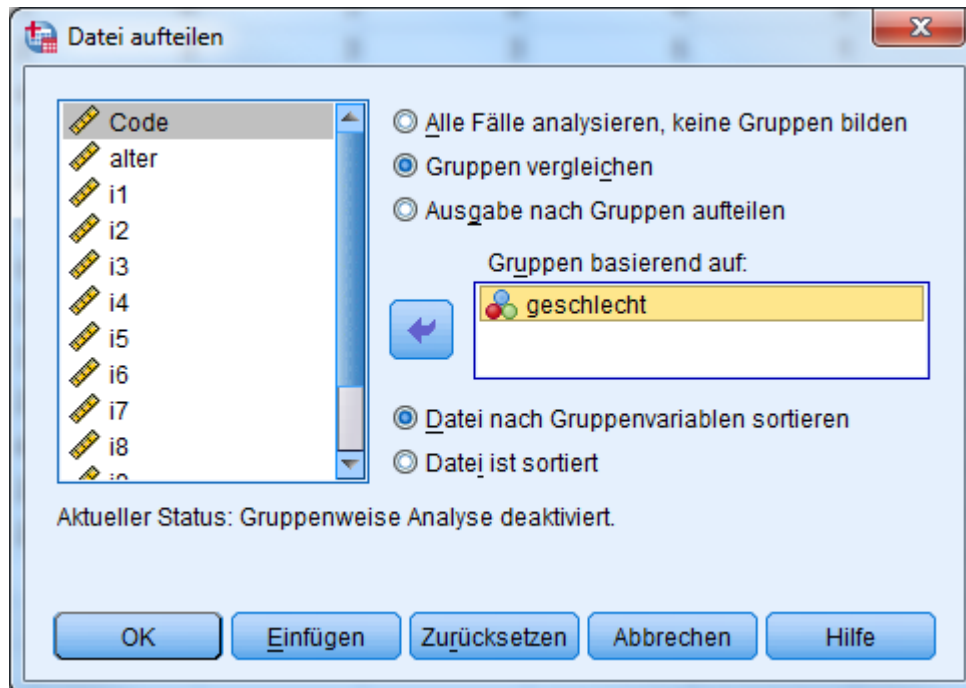 Datei aufteilen
Code
alter
i1
i2
i3
i4
i5
i6
i7
i8
Alle Fälle analysieren, keine Gruppen bilden
Gruppen vergleichen
Ausgabe nach Gruppen aufteilen
Gruppen basierend auf:
geschlecht
Datei nach Gruppenvariablen sortieren
Datei ist sortiert
Aktueller Status: Gruppenweise Analyse deaktiviert.
OK Einfügen Zurücksetzen Abbrechen Hilfe